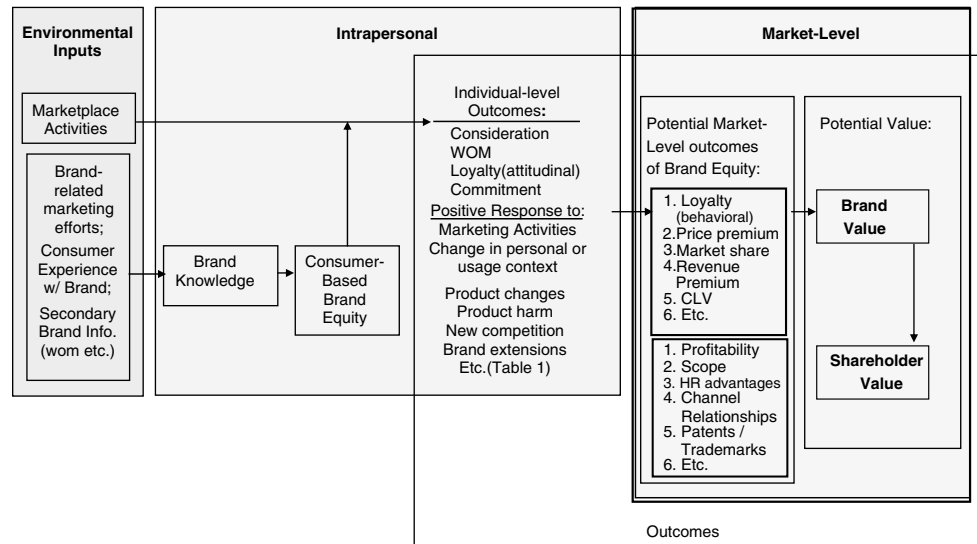 Environmental
Inputs
Marketplace
Activities
Brand-
related
marketing
efforts;
Consumer
Experience
w/ Brand;
Secondary
Brand Info.
(wom etc.)
Intrapersonal
Brand
Knowledge
Consumer-
Based
Brand
Equity
Individual-level
Outcomes:
Consideration
WOM
Loyalty(attitudinal)
Commitment
Positive Response to:
Marketing Activities
Change in personal or
usage context
Product changes
Product harm
New competition
Brand extensions
Etc.(Table 1)
Market-Level
Potential Market-
Level outcomes
of Brand Equity:
1. Loyalty
(behavioral)
2.Price premium
3.Market share
4.Revenue
Premium
5. CLV
6. Etc.
1. Profitability
2. Scope
3. HR advantages
4. Channel
Relationships
5. Patents /
Trademarks
6. Etc.
Potential Value:
Brand
Value
Shareholder
Value
Outcomes